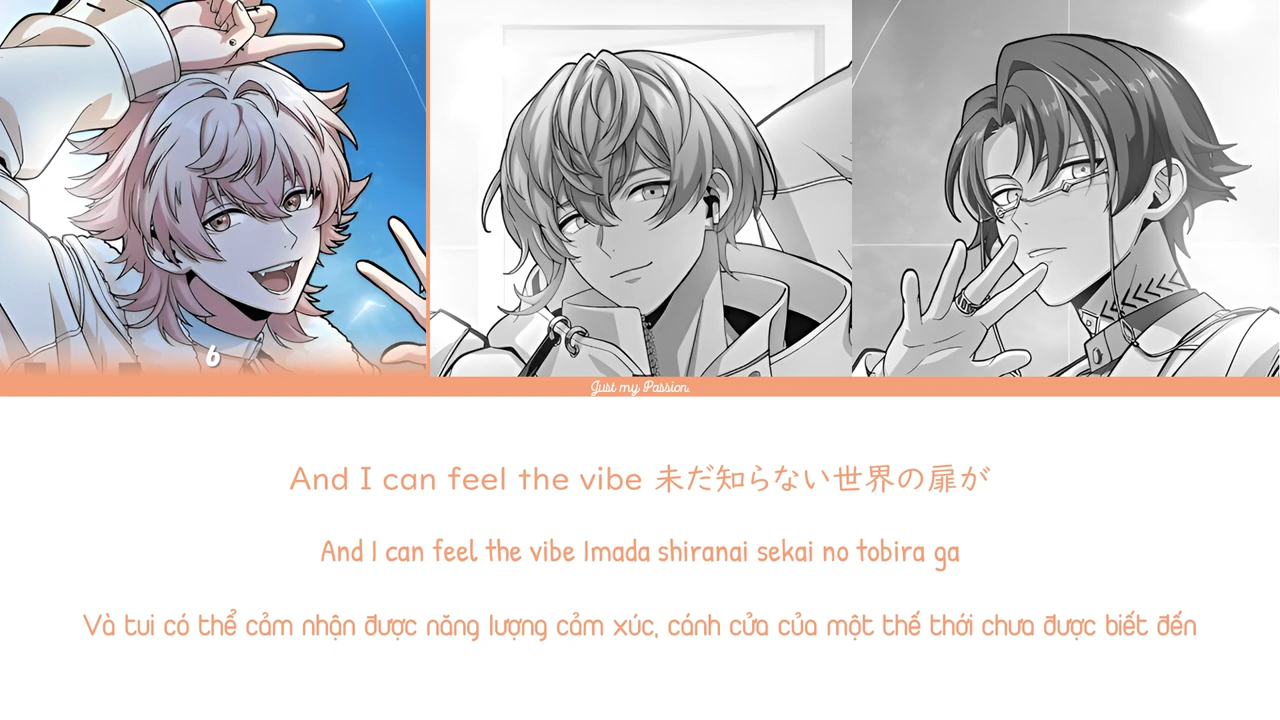 6
Just my Passion.
And I can feel the vibe 未だ知らない世界の扉が
And I can feel the vibe Imada shiranai sekai no tobira ga
Và tui có thể cảm nhận được năng lượng cảm xúc, cánh cửa của một thế thới chưa được biết đến